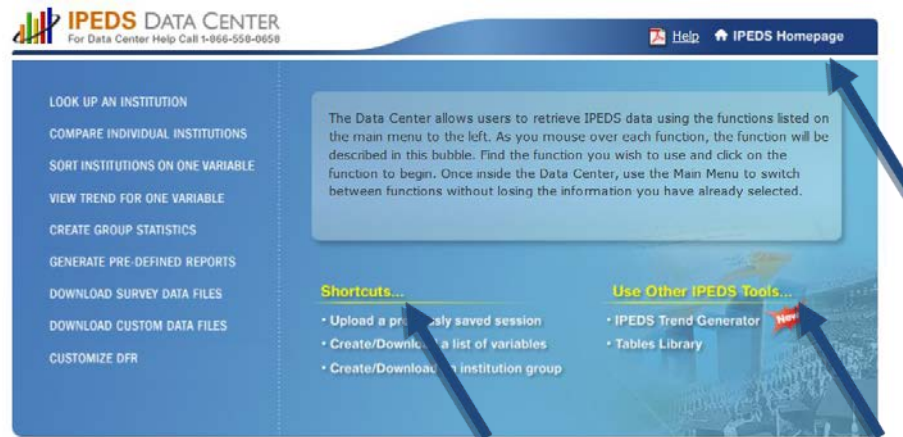 IPEDS DATA CENTER
For Data Center Help Call 1-866-558-0658
Help
IPEDS Homepage
LOOK UP AN INSTITUTION
COMPARE INDIVIDUAL INSTITUTIONS
SORT INSTITUTIONS ON ONE VARIABLE
VIEW TREND FOR ONE VARIABLE
CREATE GROUP STATISTICS
GENERATE PRE-DEFINED REPORTS
DOWNLOAD SURVEY DATA FILES
DOWNLOAD CUSTOM DATA FILES
CUSTOMIZE DFR
The Data Center allows users to retrieve IPEDS data using the functions listed on
the main menu to the left. As you mouse over each function, the function will be
described in this bubble. Find the function you wish to use and click on the
function to begin. Once inside the Data Center, use the Main Menu to switch
between functions without losing the information you have already selected.
Shortcuts...
• Upload a previously saved session
• Create/Download a list of variables
• Create/Download an institution group
Use Other IPEDS Tools...
• IPEDS Trend Generator New!
• Tables Library